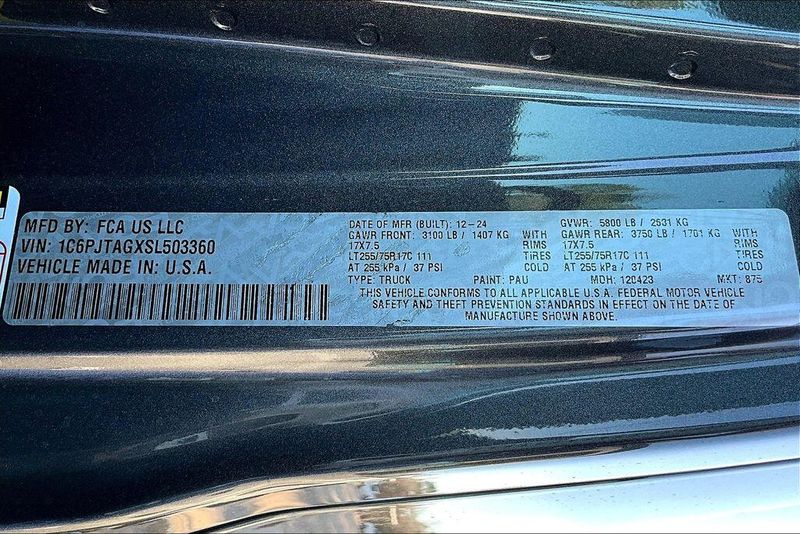 MFD BY: FCA US LLC
VIN: 1C6PJTAGXSL503360
VEHICLE MADE IN: U.S.A.
DATE OF MFR (BUILT): 12-24
GAWR FRONT: 3100 LB / 1407 KG WITH
17X7.5 RIMS
LT255/75R17C 111 TIRES
AT 255 kPa / 37 PSI COLD
TYPE: TRUCK
GVWR: 5800 LB / 2631 KG
GAWR REAR: 3750 LB / 1701 KG WITH
17X7.5 RIMS
LT255/75R17C 111 TIRES
AT 255 kPa / 37 PSI COLD
PAINT: PAU MDH: 120423 MKT: 875
THIS VEHICLE CONFORMS TO ALL APPLICABLE U.S.A. FEDERAL MOTOR VEHICLE
SAFETY AND THEFT PREVENTION STANDARDS IN EFFECT ON THE DATE OF
MANUFACTURE SHOWN ABOVE.